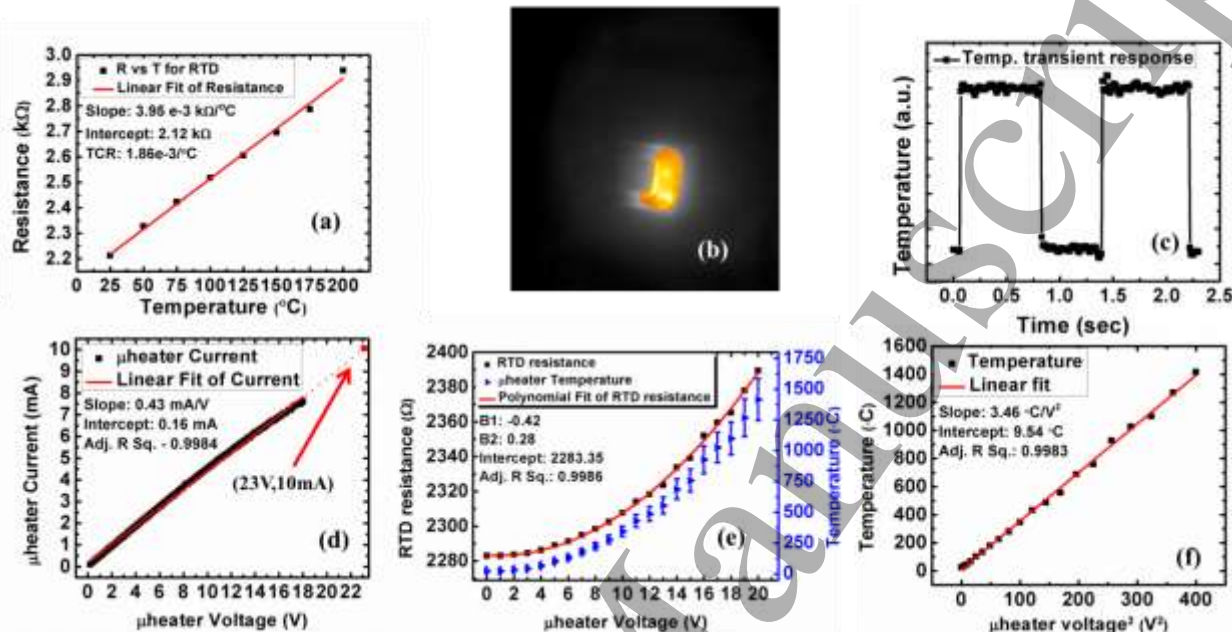 3.0
2.9
2.8
2.7
2.6
2.5
2.4
2.3
2.2
Resistance (kΩ)
R vs T for RTD
Linear Fit of Resistance
Slope: 3.95 e-3 kΩ/°C
Intercept: 2.12 kΩ
TCR: 1.86e-3/°C
(a)
0 25 50 75 100 125 150 175 200
Temperature (°C)
(b)
Temperature (a.u.)
Temp. transient response
(c)
0.0 0.5 1.0 1.5 2.0 2.5
Time (sec)
10
9
8
7
6
5
4
3
2
1
0
μheater Current (mA)
μheater Current
Linear Fit of Current
Slope: 0.43 mA/V
Intercept: 0.16 mA
Adj. R Sq. - 0.9984
(23V,10mA)
(d)
0 2 4 6 8 10 12 14 16 18 20 22
μheater Voltage (V)
2400
2380
2360
2340
2320
2300
2280
RTD resistance (Ω)
RTD resistance
μheater Temperature
Polynomial Fit of RTD resistance
B1: -0.42
B2: 0.28
Intercept: 2283.35
Adj. R Sq.: 0.9986
(e)
0 2 4 6 8 10 12 14 16 18 20
μheater Voltage (V)
1750
1500
1250
1000
750
500
250
0
Temperature (·C)
1600
1400
1200
1000
800
600
400
200
0
Temperature (·C)
Temperature
Linear fit
Slope: 3.46 ◦C/V²
Intercept: 9.54 ◦C
Adj. R Sq.: 0.9983
(f)
0 100 200 300 400
μheater voltage² (V²)